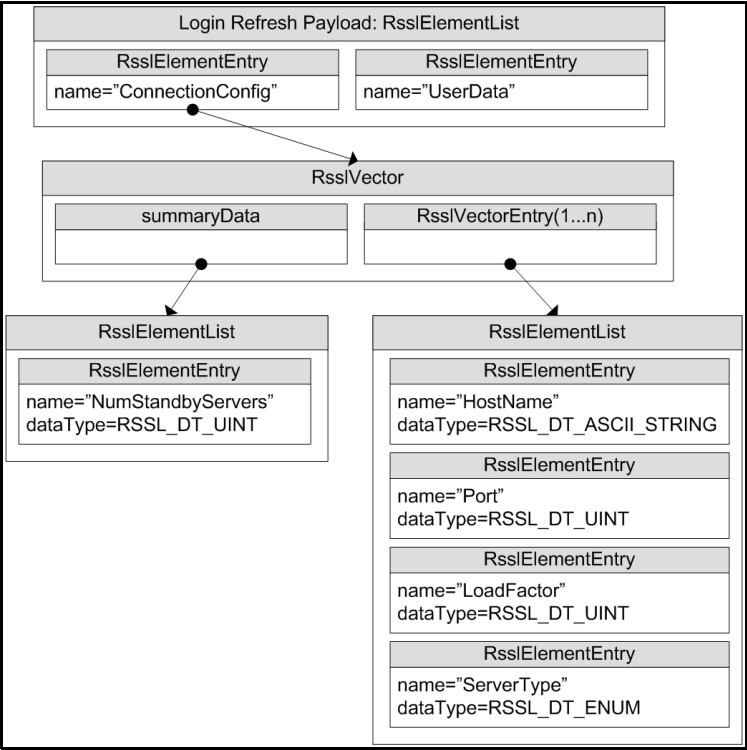 Login Refresh Payload: RsslElementList
RsslElementEntry
name=”ConnectionConfig”
RsslElementEntry
name=”UserData”
RsslVector
summaryData
RsslVectorEntry(1...n)
RsslElementList
RsslElementEntry
name=”NumStandbyServers”
dataType=RSSL_DT_UINT
RsslElementList
RsslElementEntry
name=”HostName”
dataType=RSSL_DT_ASCII_STRING
RsslElementEntry
name=”Port”
dataType=RSSL_DT_UINT
RsslElementEntry
name=”LoadFactor”
dataType=RSSL_DT_UINT
RsslElementEntry
name=”ServerType”
dataType=RSSL_DT_ENUM